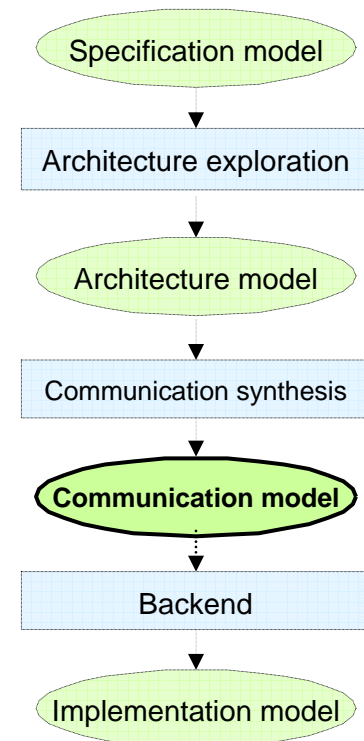 Specification model
Architecture exploration
Architecture model
Communication synthesis
Communication model
Backend
Implementation model